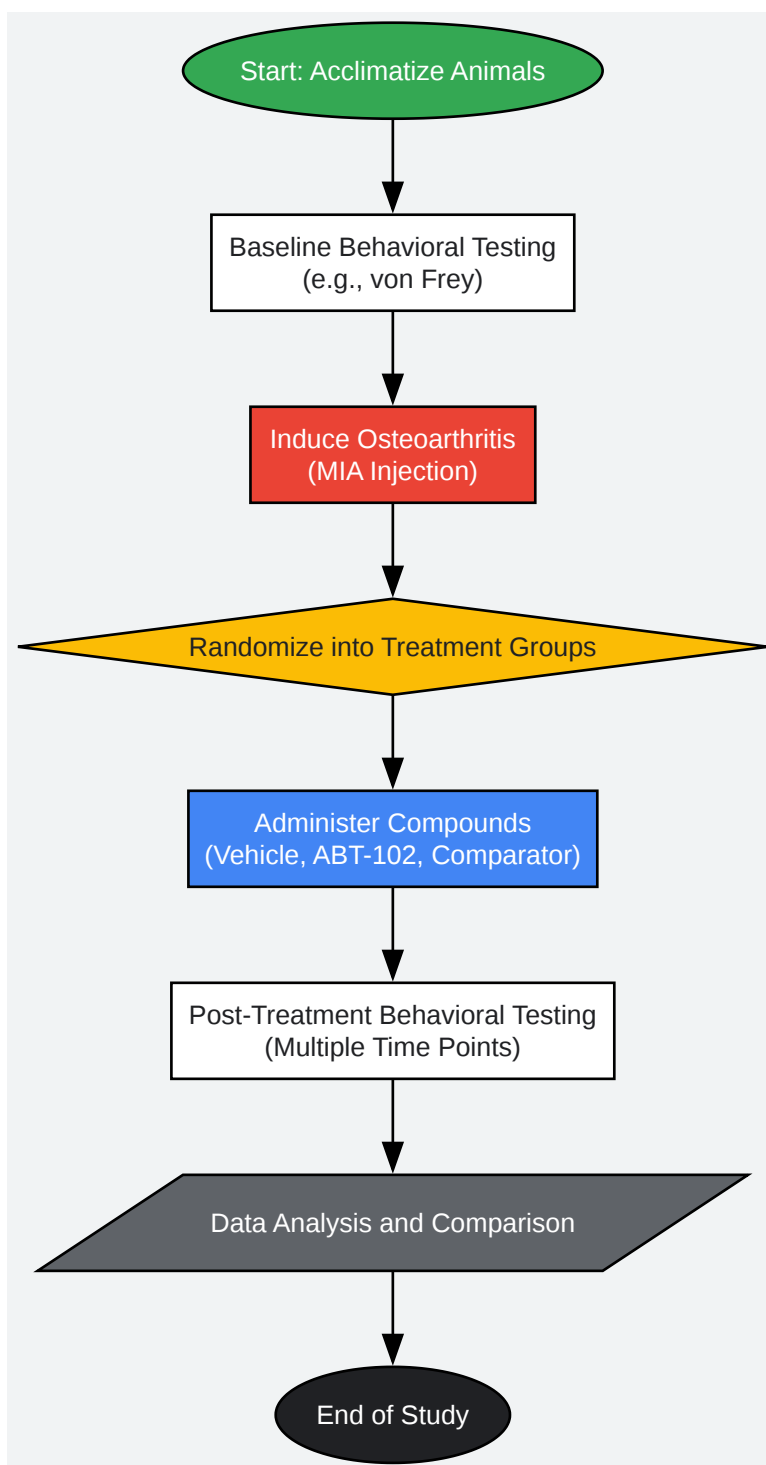 Start: Acclimatize Animals
Baseline Behavioral Testing
(e.g., von Frey)
Induce Osteoarthritis
(MIA Injection)
Randomize into Treatment Groups
Administer Compounds
(Vehicle, ABT-102, Comparator)
Post-Treatment Behavioral Testing
(Multiple Time Points)
Data Analysis and Comparison
End of Study